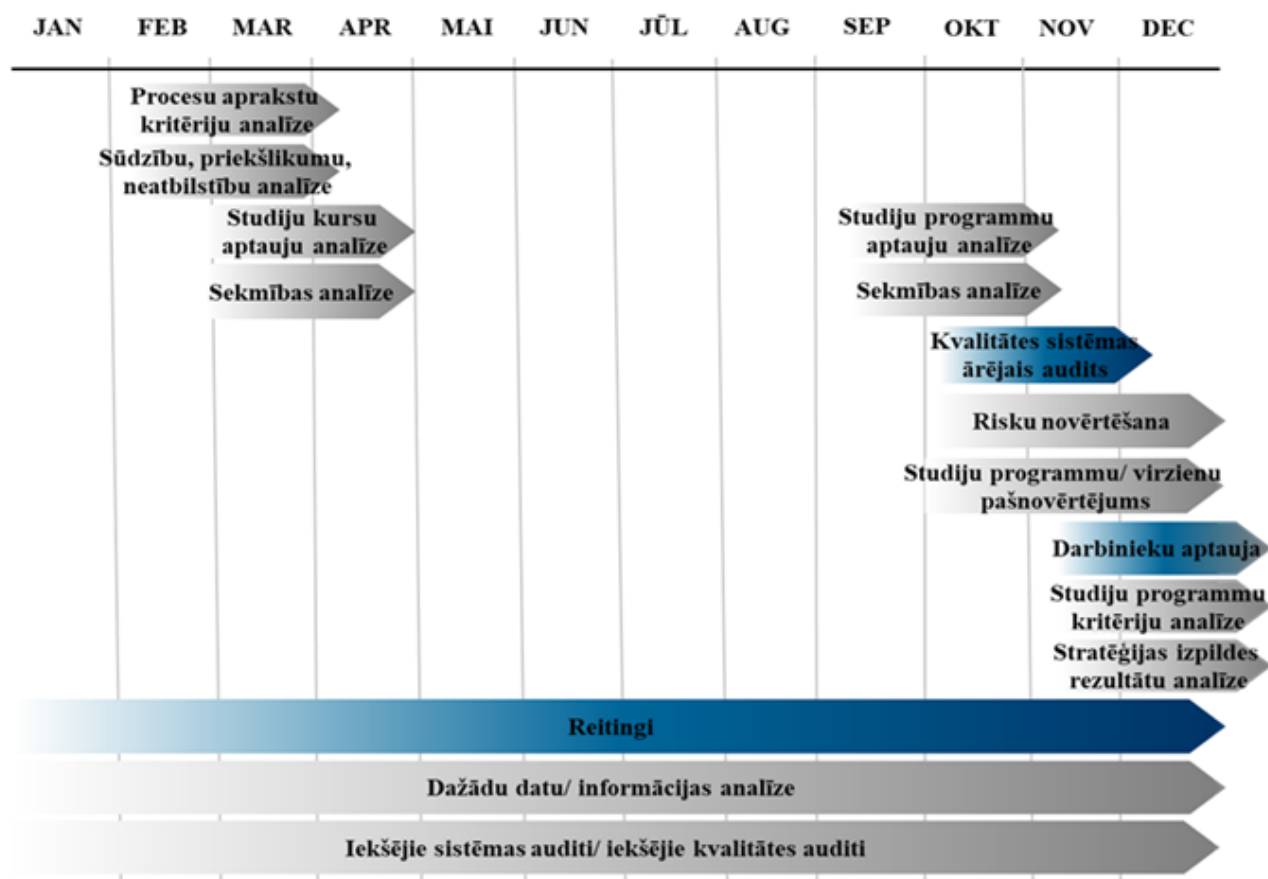 JAN FEB MAR APR MAI JUN JŪL AUG SEP OKT NOV DEC
Procesu aprakstu
kritēriju analīze
Sūdzību, priekšlikumu,
neatbilstību analīze
Studiju kursu
aptauju analīze
Studiju programmu
aptauju analīze
Sekmības analīze
Sekmības analīze
Kvalitātes sistēmas
ārējais audits
Risku novērtēšana
Studiju programmu/ virzienu
pašnovērtējums
Darbinieku aptauja
Studiju programmu
kritēriju analīze
Stratēģijas izpildes
rezultātu analīze
Reitingi
Dažādu datu/ informācijas analīze
Iekšējie sistēmas auditi/ iekšējie kvalitātes auditi